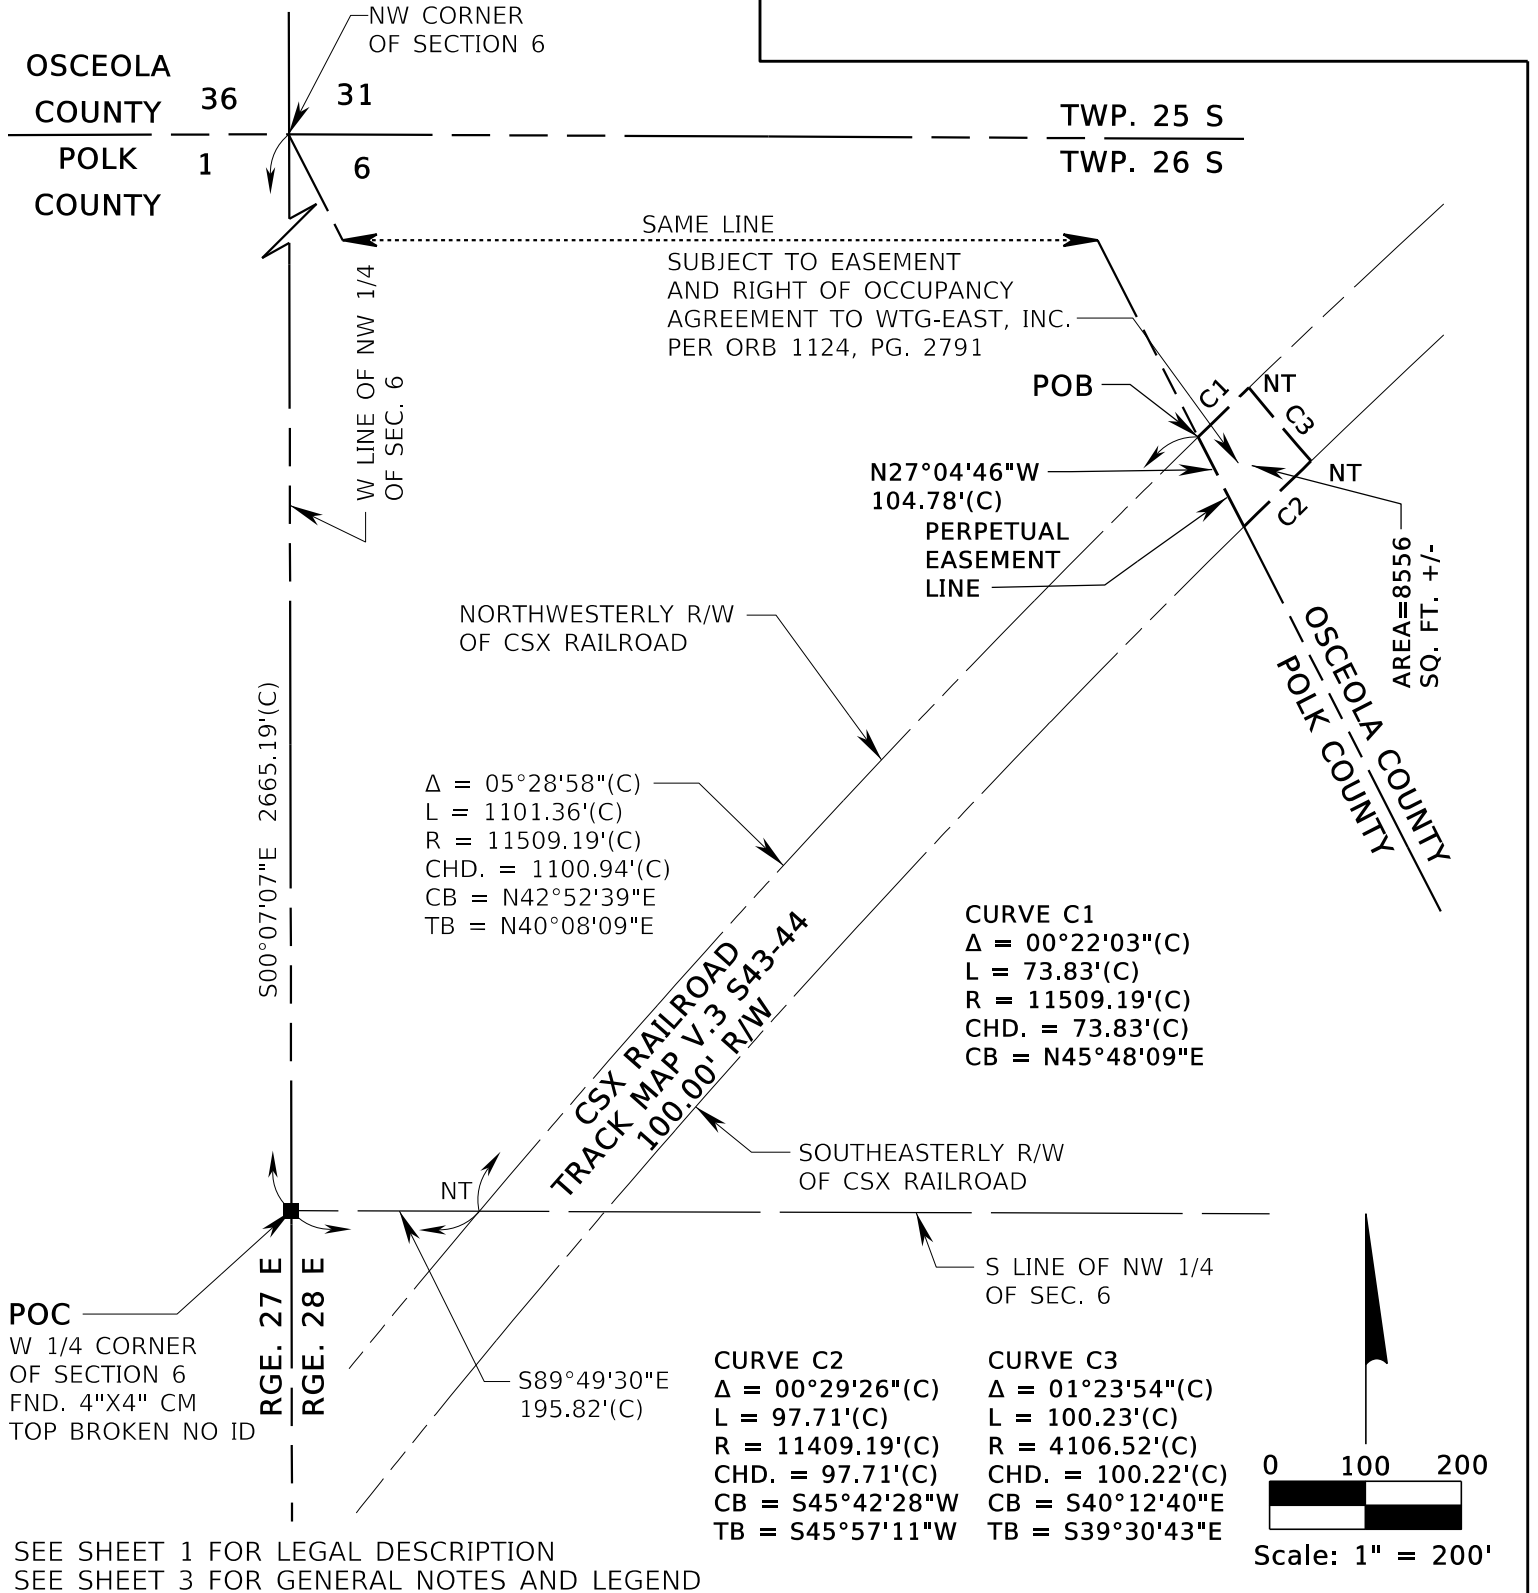 NW CORNER
OF SECTION 6
OSCEOLA
COUNTY
36
31
POLK
COUNTY
1
6
TWP. 25 S
TWP. 26 S
SAME LINE
SUBJECT TO EASEMENT
AND RIGHT OF OCCUPANCY
AGREEMENT TO WTG-EAST, INC.
PER ORB 1124, PG. 2791
W LINE OF NW 1/4
OF SEC. 6
POB
C1
NT
C3
NT
C2
N27°04'46"W
104.78'(C)
PERPETUAL
EASEMENT
LINE
AREA=8556
SQ. FT. +/-
OSCEOLA COUNTY
POLK COUNTY
NORTHWESTERLY R/W
OF CSX RAILROAD
S00°07'07"E 2665.19'(C)
Δ = 05°28'58"(C)
L = 1101.36'(C)
R = 11509.19'(C)
CHD. = 1100.94'(C)
CB = N42°52'39"E
TB = N40°08'09"E
CSX RAILROAD
TRACK MAP V.3 S43-44
100.00' R/W
CURVE C1
Δ = 00°22'03"(C)
L = 73.83'(C)
R = 11509.19'(C)
CHD. = 73.83'(C)
CB = N45°48'09"E
SOUTHEASTERLY R/W
OF CSX RAILROAD
NT
S LINE OF NW 1/4
OF SEC. 6
RGE. 27 E
RGE. 28 E
POC
W 1/4 CORNER
OF SECTION 6
FND. 4"X4" CM
TOP BROKEN NO ID
S89°49'30"E
195.82'(C)
CURVE C2
Δ = 00°29'26"(C)
L = 97.71'(C)
R = 11409.19'(C)
CHD. = 97.71'(C)
CB = S45°42'28"W
TB = S45°57'11"W
CURVE C3
Δ = 01°23'54"(C)
L = 100.23'(C)
R = 4106.52'(C)
CHD. = 100.22'(C)
CB = S40°12'40"E
TB = S39°30'43"E
0 100 200
Scale: 1" = 200'
SEE SHEET 1 FOR LEGAL DESCRIPTION
SEE SHEET 3 FOR GENERAL NOTES AND LEGEND